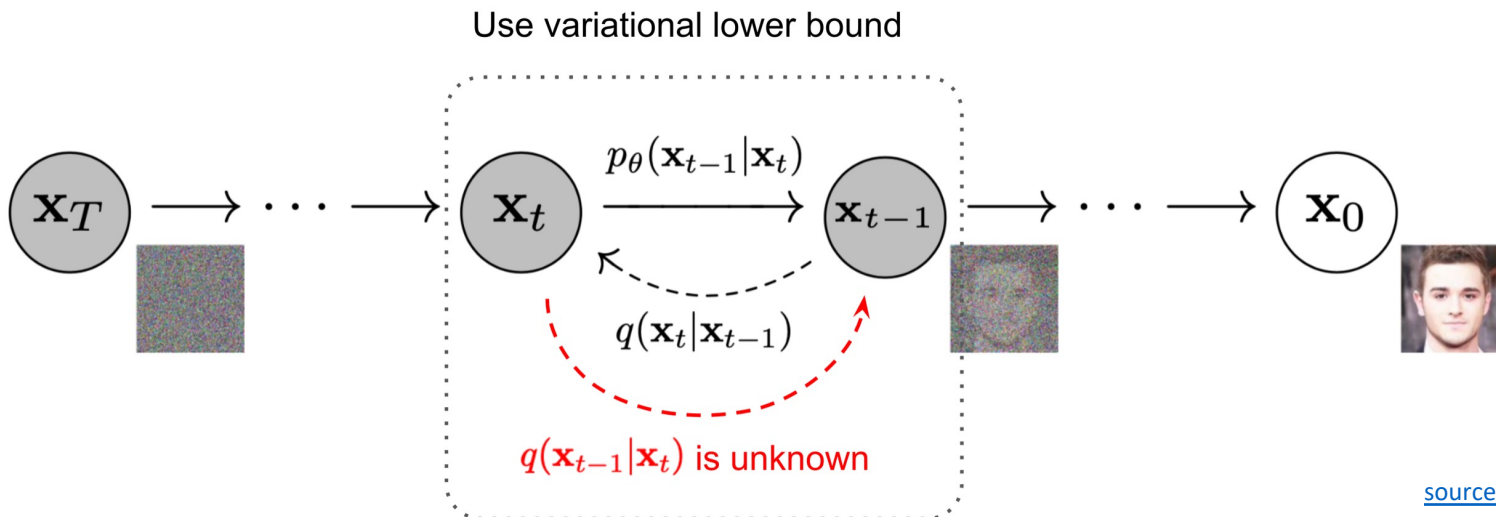 Use variational lower bound
p_θ(x_{t−1}|x_t)
x_T → ⋯ → x_t → x_{t−1} → ⋯ → x_0
q(x_t|x_{t−1})
q(x_{t−1}|x_t) is unknown
source